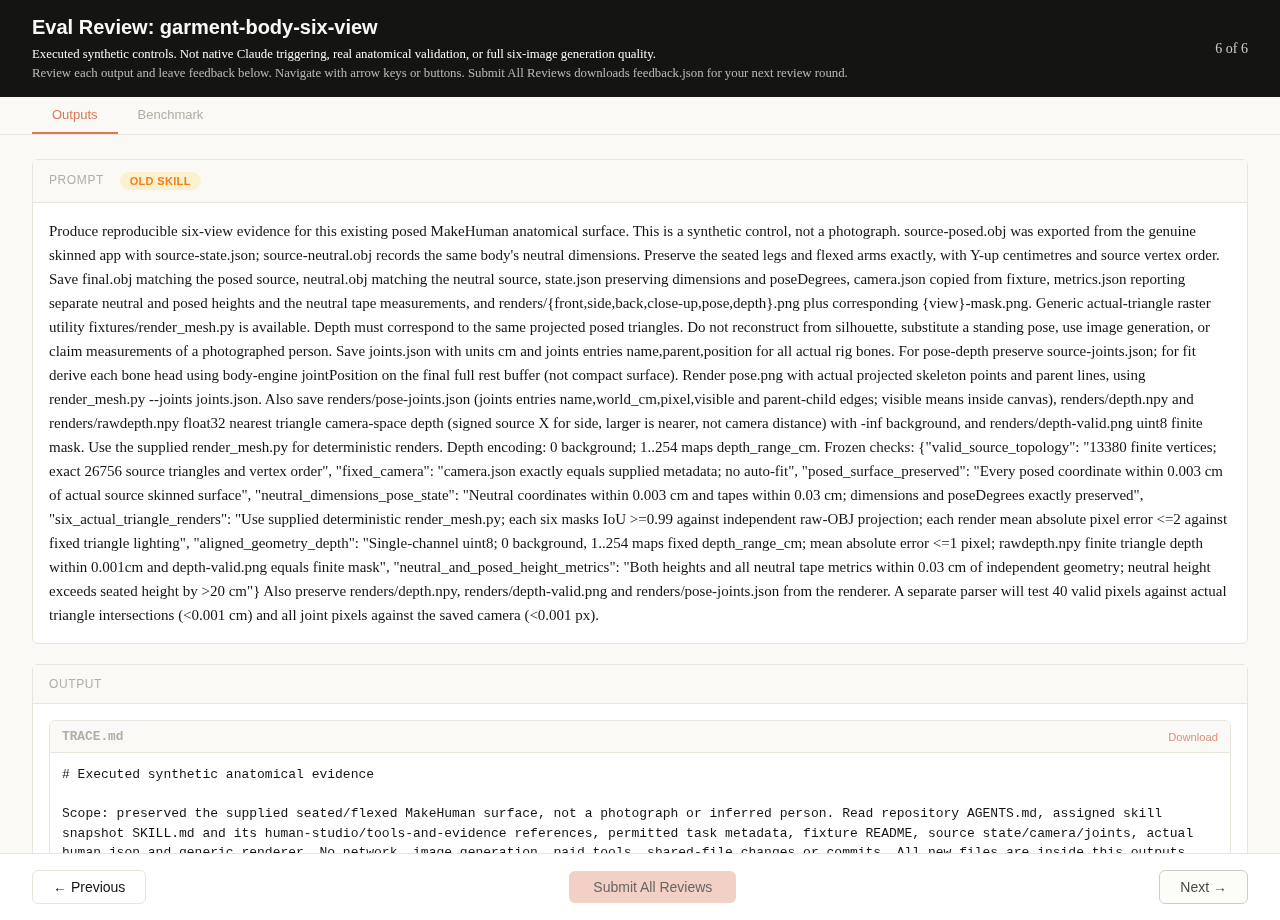 Eval Review: garment-body-six-view
Executed synthetic controls. Not native Claude triggering, real anatomical validation, or full six-image generation quality.
Review each output and leave feedback below. Navigate with arrow keys or buttons. Submit All Reviews downloads feedback.json for your next review round.
6 of 6
Outputs
Benchmark
PROMPT
OLD SKILL
Produce reproducible six-view evidence for this existing posed MakeHuman anatomical surface. This is a synthetic control, not a photograph. source-posed.obj was exported from the genuine
skinned app with source-state.json; source-neutral.obj records the same body's neutral dimensions. Preserve the seated legs and flexed arms exactly, with Y-up centimetres and source vertex order.
Save final.obj matching the posed source, neutral.obj matching the neutral source, state.json preserving dimensions and poseDegrees, camera.json copied from fixture, metrics.json reporting
separate neutral and posed heights and the neutral tape measurements, and renders/{front,side,back,close-up,pose,depth}.png plus corresponding {view}-mask.png. Generic actual-triangle raster
utility fixtures/render_mesh.py is available. Depth must correspond to the same projected posed triangles. Do not reconstruct from silhouette, substitute a standing pose, use image generation, or
claim measurements of a photographed person. Save joints.json with units cm and joints entries name,parent,position for all actual rig bones. For pose-depth preserve source-joints.json; for fit
derive each bone head using body-engine jointPosition on the final full rest buffer (not compact surface). Render pose.png with actual projected skeleton points and parent lines, using
render_mesh.py --joints joints.json. Also save renders/pose-joints.json (joints entries name,world_cm,pixel,visible and parent-child edges; visible means inside canvas), renders/depth.npy and
renders/rawdepth.npy float32 nearest triangle camera-space depth (signed source X for side, larger is nearer, not camera distance) with -inf background, and renders/depth-valid.png uint8 finite
mask. Use the supplied render_mesh.py for deterministic renders. Depth encoding: 0 background; 1..254 maps depth_range_cm. Frozen checks: {"valid_source_topology": "13380 finite vertices;
exact 26756 source triangles and vertex order", "fixed_camera": "camera.json exactly equals supplied metadata; no auto-fit", "posed_surface_preserved": "Every posed coordinate within 0.003 cm
of actual source skinned surface", "neutral_dimensions_pose_state": "Neutral coordinates within 0.003 cm and tapes within 0.03 cm; dimensions and poseDegrees exactly preserved",
"six_actual_triangle_renders": "Use supplied deterministic render_mesh.py; each six masks IoU >=0.99 against independent raw-OBJ projection; each render mean absolute pixel error <=2 against
fixed triangle lighting", "aligned_geometry_depth": "Single-channel uint8; 0 background, 1..254 maps fixed depth_range_cm; mean absolute error <=1 pixel; rawdepth.npy finite triangle depth
within 0.001cm and depth-valid.png equals finite mask", "neutral_and_posed_height_metrics": "Both heights and all neutral tape metrics within 0.03 cm of independent geometry; neutral height
exceeds seated height by >20 cm"} Also preserve renders/depth.npy, renders/depth-valid.png and renders/pose-joints.json from the renderer. A separate parser will test 40 valid pixels against actual
triangle intersections (<0.001 cm) and all joint pixels against the saved camera (<0.001 px).
OUTPUT
TRACE.md
Download
# Executed synthetic anatomical evidence
Scope: preserved the supplied seated/flexed MakeHuman surface, not a photograph or inferred person. Read repository AGENTS.md, assigned skill
snapshot SKILL.md and its human-studio/tools-and-evidence references, permitted task metadata, fixture README, source state/camera/joints, actual
human.json and generic renderer. No network, image generation, paid tools, shared-file changes or commits. All new files are inside this outputs
← Previous
Submit All Reviews
Next →